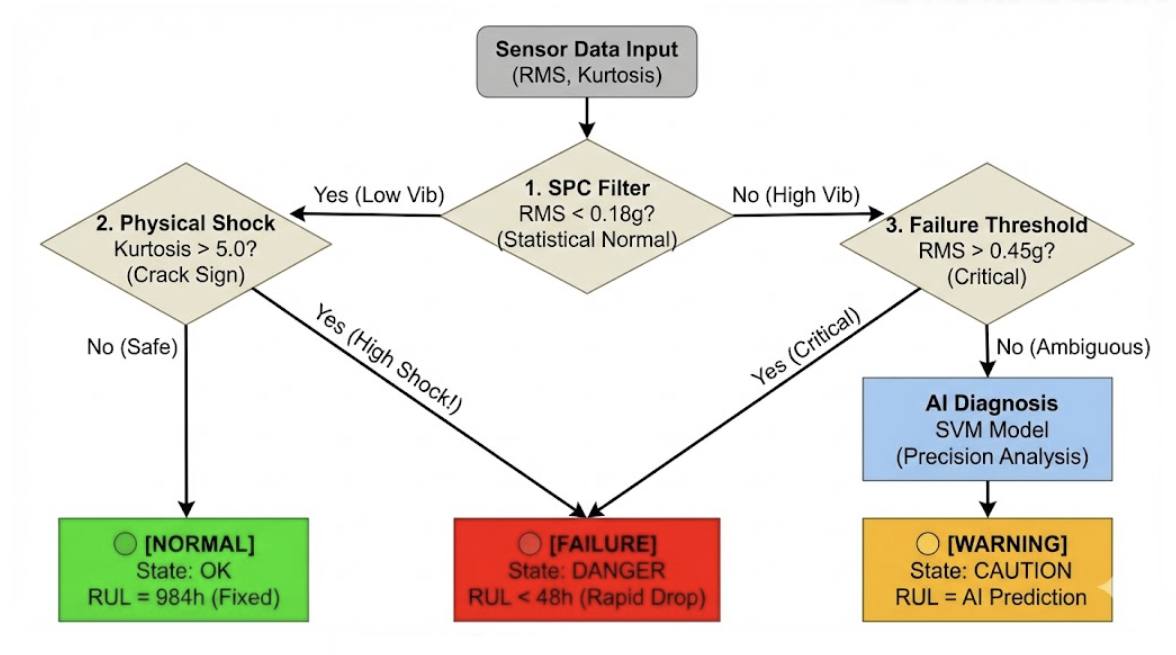 Sensor Data Input
(RMS, Kurtosis)
1. SPC Filter
RMS < 0.18g?
(Statistical Normal)
Yes (Low Vib)
No (High Vib)
2. Physical Shock
Kurtosis > 5.0?
(Crack Sign)
3. Failure Threshold
RMS > 0.45g?
(Critical)
No (Safe)
Yes (High Shock!)
Yes (Critical)
No (Ambiguous)
AI Diagnosis
SVM Model
(Precision Analysis)
[NORMAL]
State: OK
RUL = 984h (Fixed)
[FAILURE]
State: DANGER
RUL < 48h (Rapid Drop)
[WARNING]
State: CAUTION
RUL = AI Prediction